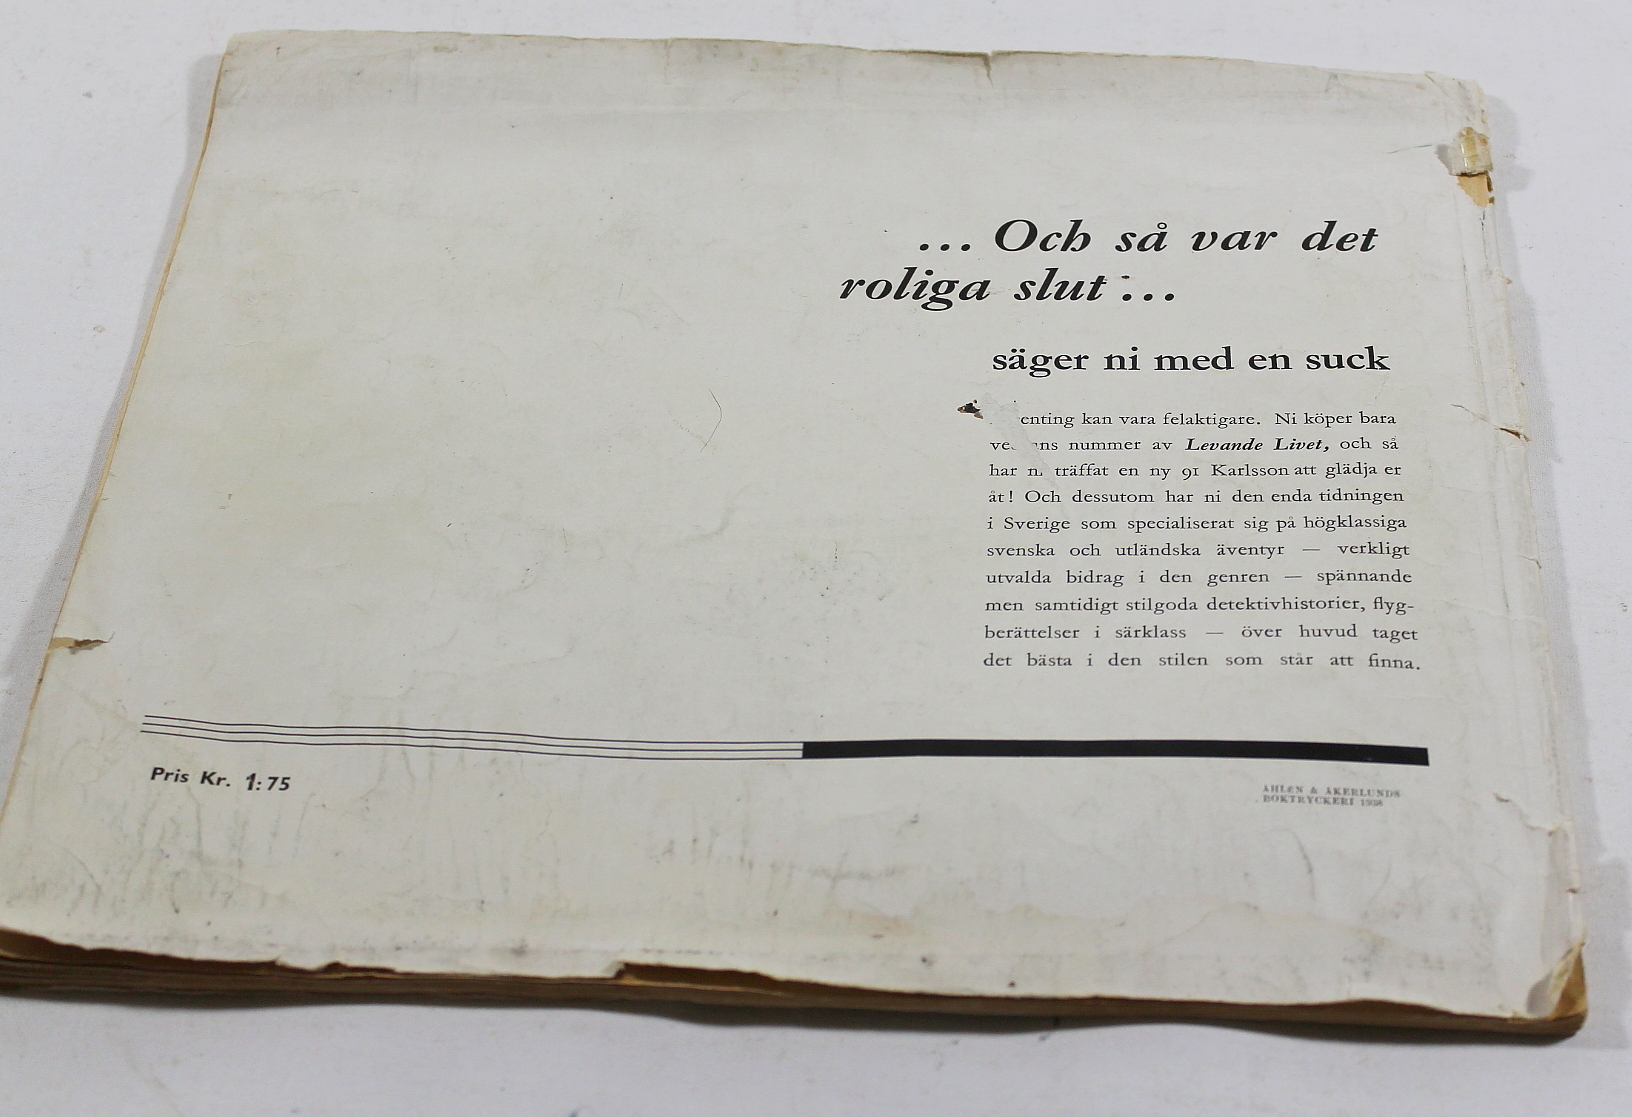 ... Och så var det
roliga slut ...
säger ni med en suck
enting kan vara felaktigare. Ni köper bara
ve ns nummer av Levande Livet, och så
har n träffat en ny 91 Karlsson att glädja er
åt! Och dessutom har ni den enda tidningen
i Sverige som specialiserat sig på högklassiga
svenska och utländska äventyr — verkligt
utvalda bidrag i den genren — spännande
men samtidigt stilgoda detektivhistorier, flyg-
berättelser i särklass — över huvud taget
det bästa i den stilen som står att finna.
Pris Kr. 1:75
ÅHLÉN & ÅKERLUNDS
BOKTRYCKERI 1938